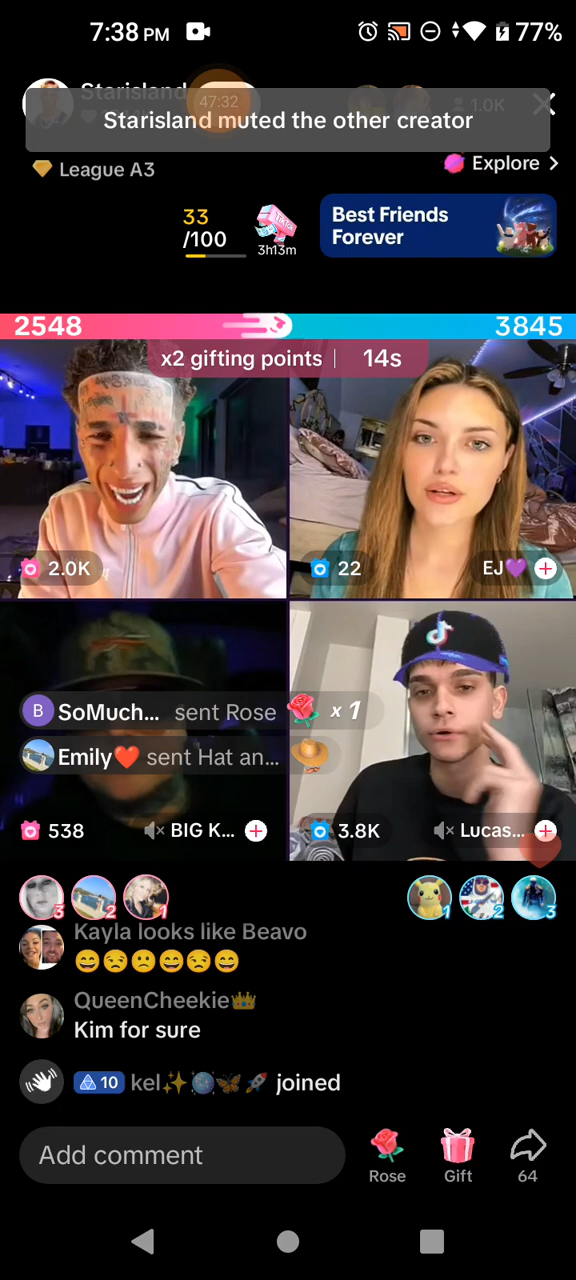 7:38 PM
77%
Starisland
47:32
1.0K
Starisland muted the other creator
League A3
Explore >
33
/100
TikTok
3h13m
Best Friends
Forever
2548
3845
x2 gifting points | 14s
2.0K
22
EJ💜
B SoMuch... sent Rose x 1
Emily❤️ sent Hat an...
538
BIG K...
3.8K
Lucas...
3
2
1
1
2
3
Kayla looks like Beavo
😄😒🙁😄😒😄
QueenCheekie👑
Kim for sure
10 kel✨🪩🦋🚀 joined
Add comment
Rose
Gift
64